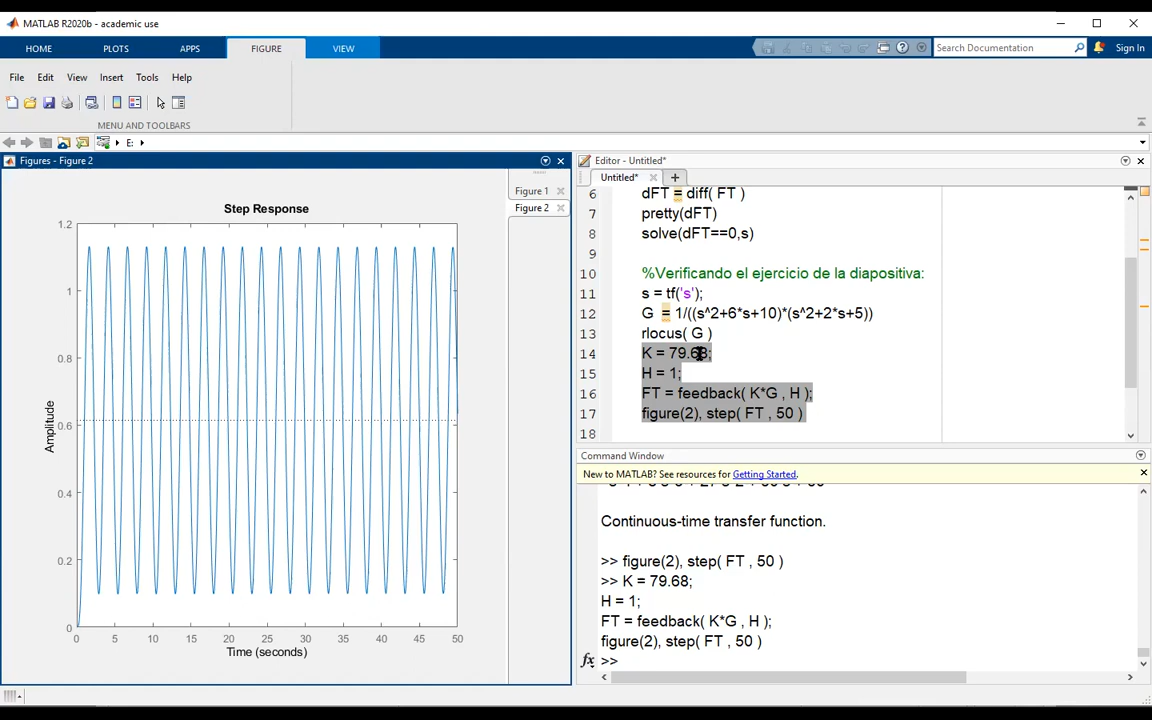 MATLAB R2020b - academic use
HOME PLOTS APPS FIGURE VIEW
Search Documentation
Sign In
File Edit View Insert Tools Help
MENU AND TOOLBARS
E:
Figures - Figure 2
Figure 1
Figure 2
Step Response
1.2
1
0.8
0.6
0.4
0.2
0
Amplitude
0 5 10 15 20 25 30 35 40 45 50
Time (seconds)
Editor - Untitled*
Untitled*
6 dFT = diff( FT )
7 pretty(dFT)
8 solve(dFT==0,s)
9
10 %Verificando el ejercicio de la diapositiva:
11 s = tf('s');
12 G = 1/((s^2+6*s+10)*(s^2+2*s+5))
13 rlocus( G )
14 K = 79.68;
15 H = 1;
16 FT = feedback( K*G , H );
17 figure(2), step( FT , 50 )
18
Command Window
New to MATLAB? See resources for Getting Started.
Continuous-time transfer function.
>> figure(2), step( FT , 50 )
>> K = 79.68;
H = 1;
FT = feedback( K*G , H );
figure(2), step( FT , 50 )
fx >>